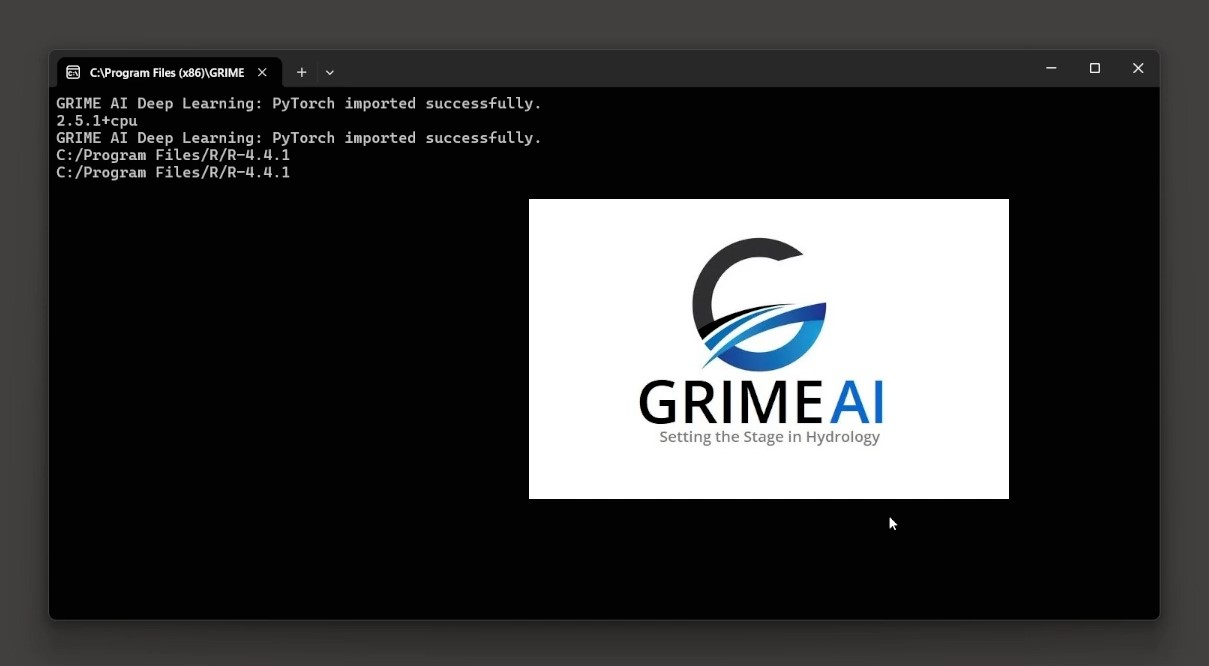 C:\Program Files (x86)\GRIME
GRIME AI Deep Learning: PyTorch imported successfully.
2.5.1+cpu
GRIME AI Deep Learning: PyTorch imported successfully.
C:/Program Files/R/R-4.4.1
C:/Program Files/R/R-4.4.1
GRIME AI
Setting the Stage in Hydrology